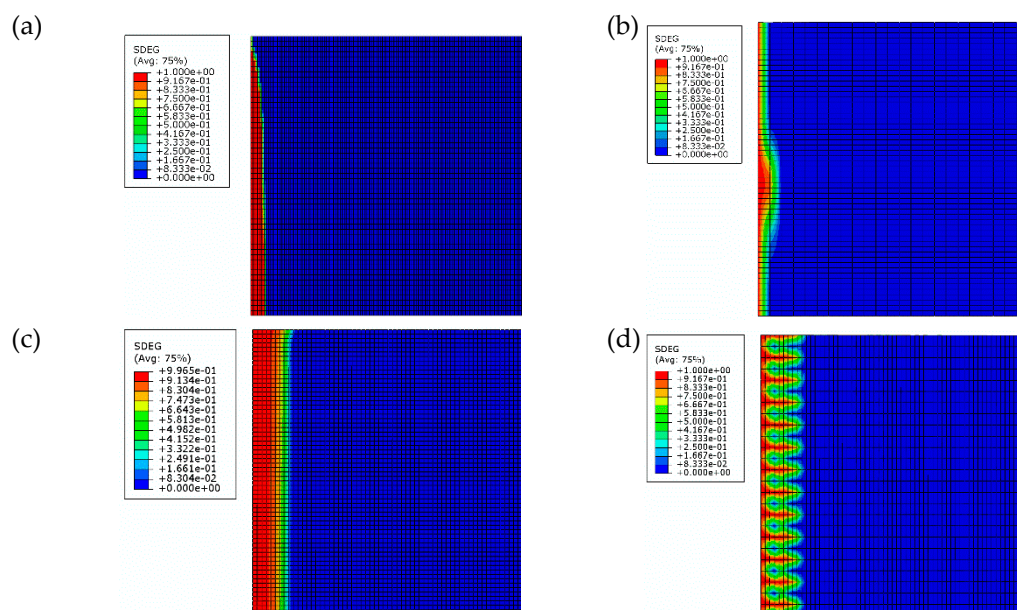 (a)
SDEG
(Avg: 75%)
+1.000e+00
+9.167e-01
+8.333e-01
+7.500e-01
+6.667e-01
+5.833e-01
+5.000e-01
+4.167e-01
+3.333e-01
+2.500e-01
+1.667e-01
+8.333e-02
+0.000e+00
(b)
SDEG
(Avg: 75%)
+1.000e+00
+9.167e-01
+8.333e-01
+7.500e-01
+6.667e-01
+5.833e-01
+5.000e-01
+4.167e-01
+3.333e-01
+2.500e-01
+1.667e-01
+8.333e-02
+0.000e+00
(c)
SDEG
(Avg: 75%)
+9.965e-01
+9.134e-01
+8.304e-01
+7.473e-01
+6.643e-01
+5.813e-01
+4.982e-01
+4.152e-01
+3.322e-01
+2.491e-01
+1.661e-01
+8.304e-02
+0.000e+00
(d)
SDEG
(Avg: 75%)
+1.000e+00
+9.167e-01
+8.333e-01
+7.500e-01
+6.667e-01
+5.833e-01
+5.000e-01
+4.167e-01
+3.333e-01
+2.500e-01
+1.667e-01
+8.333e-02
+0.000e+00